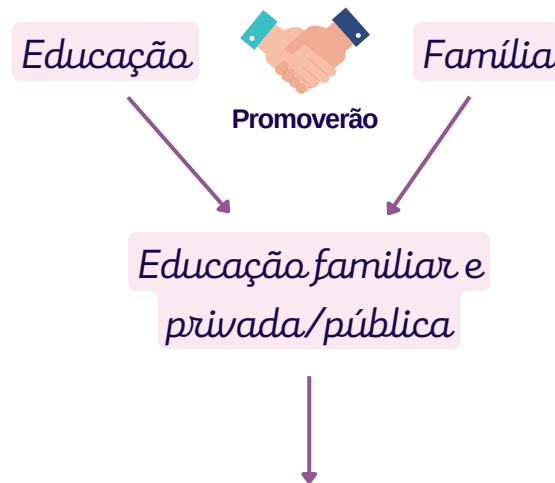 Educação
Família
Promoverão
Educação familiar e
privada/pública